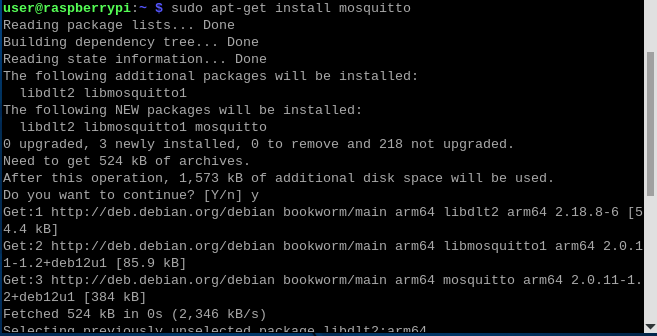 user@raspberrypi:~ $ sudo apt-get install mosquitto
Reading package lists... Done
Building dependency tree... Done
Reading state information... Done
The following additional packages will be installed:
  libdlt2 libmosquitto1
The following NEW packages will be installed:
  libdlt2 libmosquitto1 mosquitto
0 upgraded, 3 newly installed, 0 to remove and 218 not upgraded.
Need to get 524 kB of archives.
After this operation, 1,573 kB of additional disk space will be used.
Do you want to continue? [Y/n] y
Get:1 http://deb.debian.org/debian bookworm/main arm64 libdlt2 arm64 2.18.8-6 [5
4.4 kB]
Get:2 http://deb.debian.org/debian bookworm/main arm64 libmosquitto1 arm64 2.0.1
1-1.2+deb12u1 [85.9 kB]
Get:3 http://deb.debian.org/debian bookworm/main arm64 mosquitto arm64 2.0.11-1.
2+deb12u1 [384 kB]
Fetched 524 kB in 0s (2,346 kB/s)
Selecting previously unselected package libdlt2:arm64